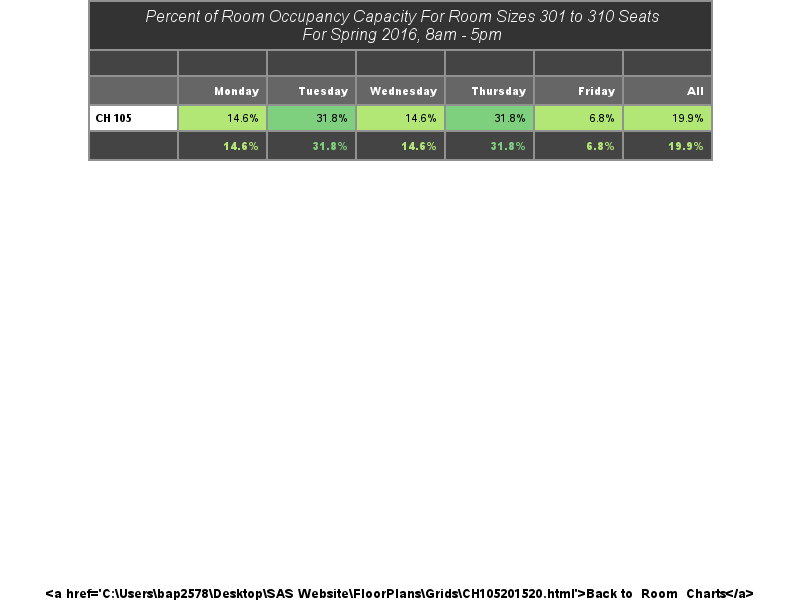 Percent of Room Occupancy Capacity For Room Sizes 301 to 310 Seats
For Spring 2016, 8am - 5pm
Monday Tuesday Wednesday Thursday Friday All
CH 105 14.6% 31.8% 14.6% 31.8% 6.8% 19.9%
14.6% 31.8% 14.6% 31.8% 6.8% 19.9%
<a href='C:\Users\bap2578\Desktop\SAS Website\FloorPlans\Grids\CH105201520.html'>Back to Room Charts</a>